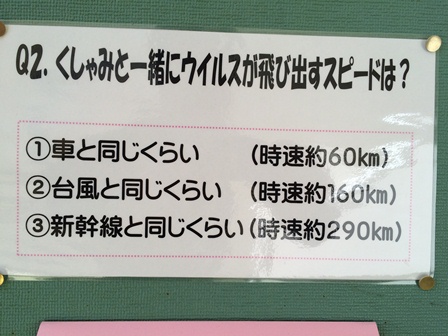 Q2. くしゃみと一緒にウイルスが飛び出すスピードは？
①車と同じくらい　　（時速約60km）
②台風と同じくらい　（時速約160km）
③新幹線と同じくらい（時速約290km）